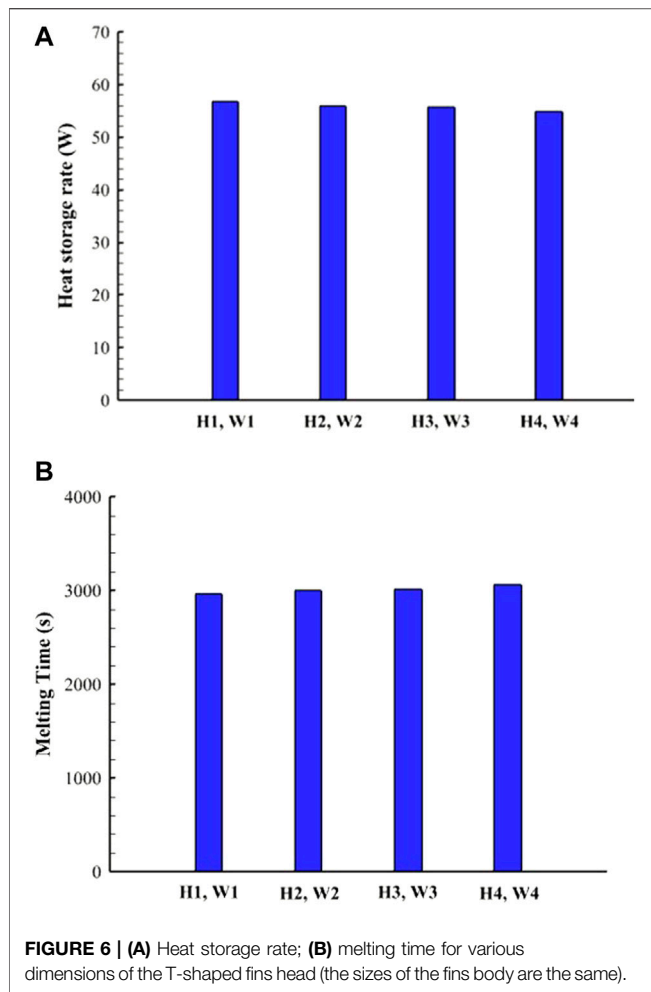 A
70
60
50
40
30
20
10
0
Heat storage rate (W)
H1, W1 H2, W2 H3, W3 H4, W4
B
4000
3000
2000
1000
0
Melting Time (s)
H1, W1 H2, W2 H3, W3 H4, W4
FIGURE 6 | (A) Heat storage rate; (B) melting time for various
dimensions of the T-shaped fins head (the sizes of the fins body are the same).